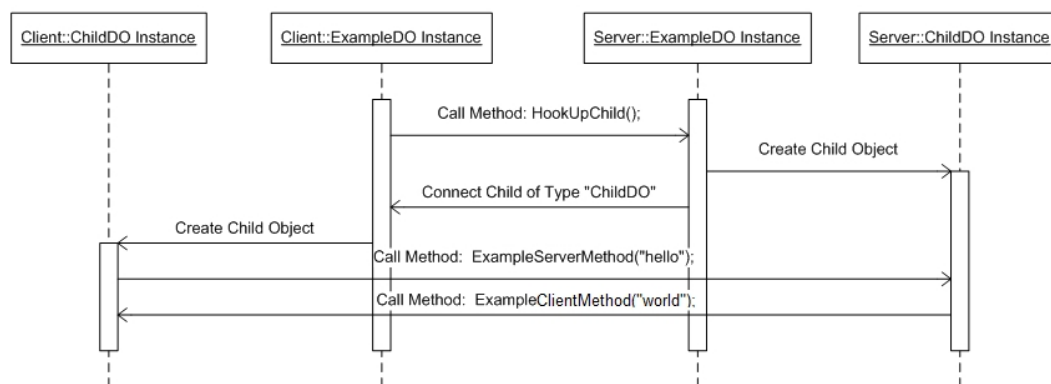 Client::ChildDO Instance
Client::ExampleDO Instance
Server::ExampleDO Instance
Server::ChildDO Instance
Call Method: HookUpChild();
Create Child Object
Connect Child of Type "ChildDO"
Create Child Object
Call Method:  ExampleServerMethod("hello");
Call Method:  ExampleClientMethod("world");